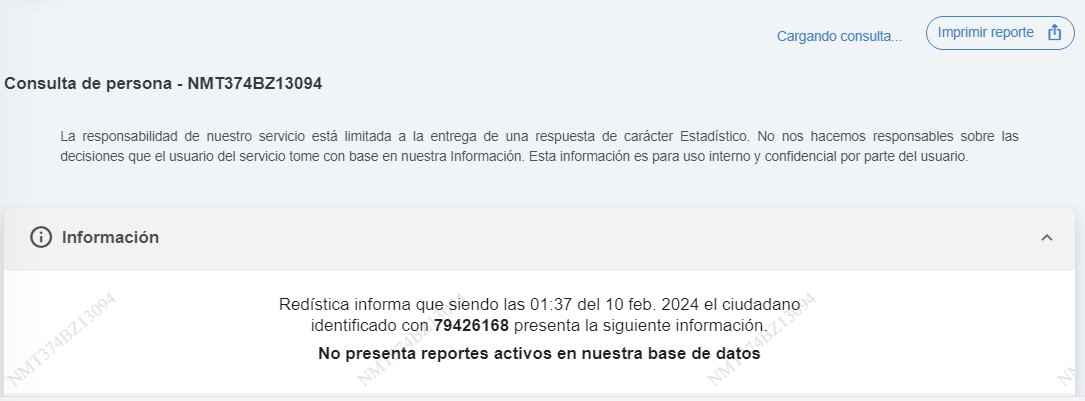 Cargando consulta...
Imprimir reporte
Consulta de persona - NMT374BZ13094
La responsabilidad de nuestro servicio está limitada a la entrega de una respuesta de carácter Estadístico. No nos hacemos responsables sobre las
decisiones que el usuario del servicio tome con base en nuestra Información. Esta información es para uso interno y confidencial por parte del usuario.
Información
Redística informa que siendo las 01:37 del 10 feb. 2024 el ciudadano
identificado con 79426168 presenta la siguiente información.
No presenta reportes activos en nuestra base de datos
NMT374BZ13094
NMT374BZ13094
NMT374BZ13094
NM